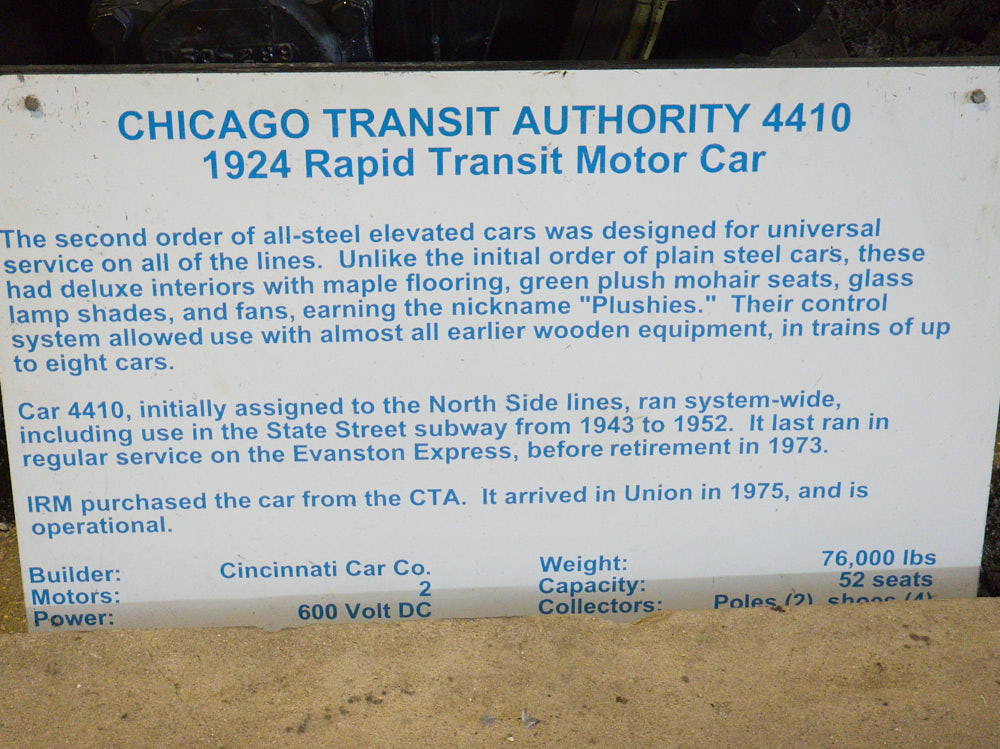 CHICAGO TRANSIT AUTHORITY 4410
1924 Rapid Transit Motor Car
The second order of all-steel elevated cars was designed for universal
service on all of the lines. Unlike the initial order of plain steel cars, these
had deluxe interiors with maple flooring, green plush mohair seats, glass
lamp shades, and fans, earning the nickname "Plushies." Their control
system allowed use with almost all earlier wooden equipment, in trains of up
to eight cars.
Car 4410, initially assigned to the North Side lines, ran system-wide,
including use in the State Street subway from 1943 to 1952. It last ran in
regular service on the Evanston Express, before retirement in 1973.
IRM purchased the car from the CTA. It arrived in Union in 1975, and is
operational.
Builder: Cincinnati Car Co.
Motors: 2
Power: 600 Volt DC
Weight: 76,000 lbs
Capacity: 52 seats
Collectors: Poles (2), shoes (4)